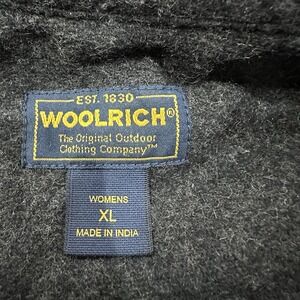 EST. 1830
WOOLRICH®
The Original Outdoor
Clothing Company™
WOMENS
XL
MADE IN INDIA